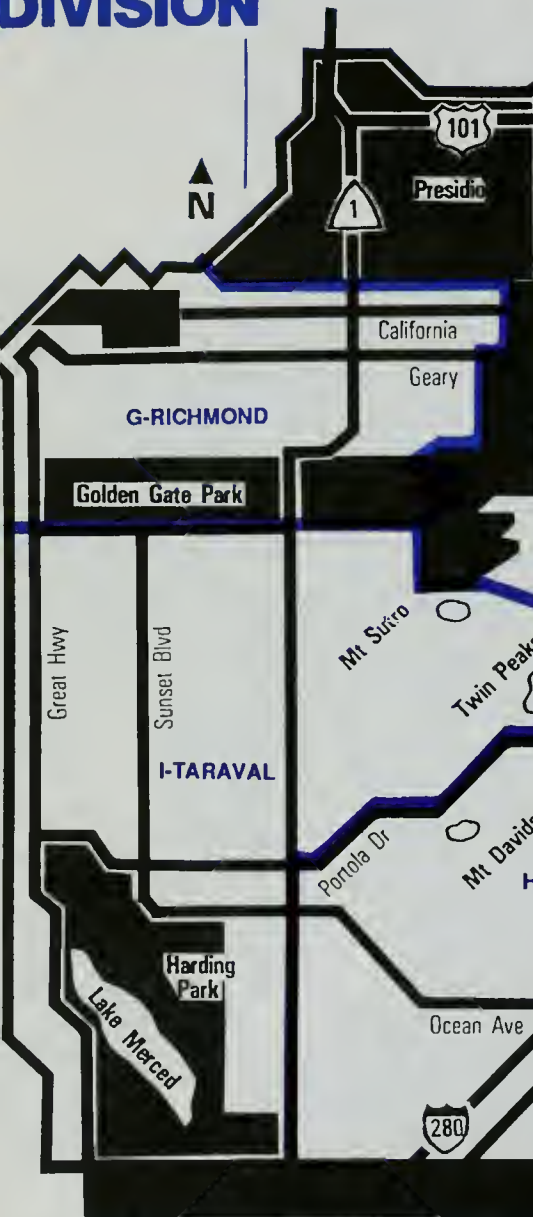 DIVISION
101
N
Presidio
1
California
Geary
G-RICHMOND
Golden Gate Park
Mt Sutro
Great Hwy
Sunset Blvd
Twin Peaks
I-TARAVAL
Portola Dr
Mt Davids
H
Harding
Park
Lake Merced
Ocean Ave
280